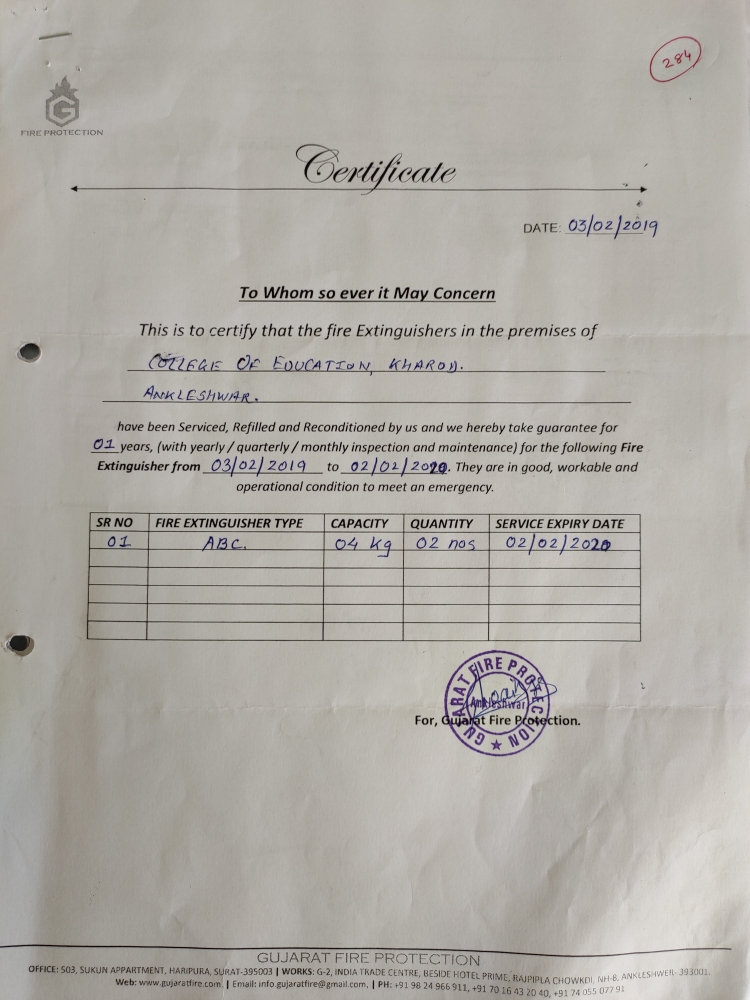 284
G
FIRE PROTECTION
Certificate
DATE: 03/02/2019
To Whom so ever it May Concern
This is to certify that the fire Extinguishers in the premises of
COLLEGE OF EDUCATION, KHAROD.
ANKLESHWAR.
have been Serviced, Refilled and Reconditioned by us and we hereby take guarantee for
01 years, (with yearly / quarterly / monthly inspection and maintenance) for the following Fire
Extinguisher from 03/02/2019 to 02/02/2020. They are in good, workable and
operational condition to meet an emergency.
SR NO FIRE EXTINGUISHER TYPE CAPACITY QUANTITY SERVICE EXPIRY DATE
01 ABC. 04 kg 02 nos 02/02/2020
GUJARAT FIRE PROTECTION
Ankleshwar
For, Gujarat Fire Protection.
GUJARAT FIRE PROTECTION
OFFICE: 503, SUKUN APPARTMENT, HARIPURA, SURAT-395003 | WORKS: G-2, INDIA TRADE CENTRE, BESIDE HOTEL PRIME, RAJPIPLA CHOWKDI, NH-8, ANKLESHWER- 393001.
Web: www.gujaratfire.com | Email: info.gujaratfire@gmail.com, | PH: +91 98 24 966 911, +91 70 16 43 20 40, +91 74 055 077 91